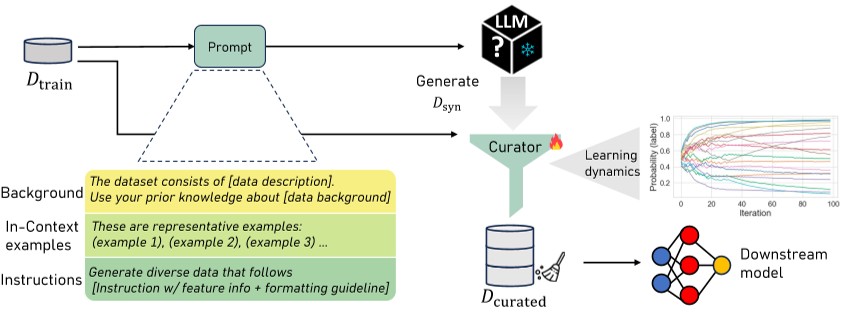 Prompt
LLM
?
D_train
Generate
D_syn
Curator
Learning
dynamics
Probability (label)
1.0
0.8
0.6
0.4
0.2
0 20 40 60 80 100
Iteration
Background
The dataset consists of [data description].
Use your prior knowledge about [data background]
In-Context
examples
These are representative examples:
(example 1), (example 2), (example 3) ...
Instructions
Generate diverse data that follows
[Instruction w/ feature info + formatting guideline]
D_curated
Downstream
model